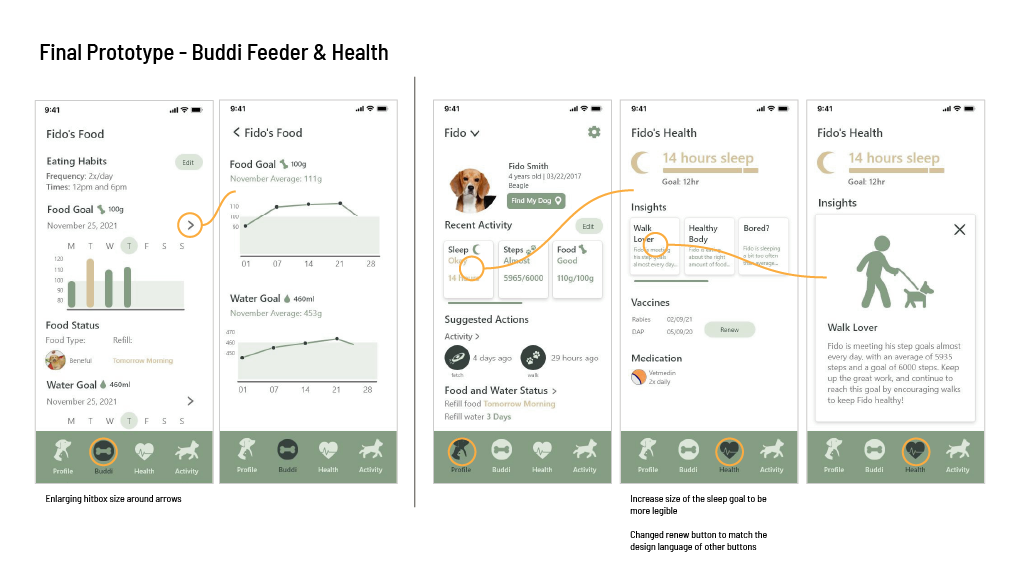 Final Prototype - Buddi Feeder & Health
9:41
Fido's Food
Eating Habits
Edit
Frequency: 2x/day
Times: 12pm and 6pm
Food Goal 100g
November 25, 2021
M T W T F S S
120
110
100
90
80
Food Status
Food Type: Refill:
Beneful Tomorrow Morning
Water Goal 460ml
November 25, 2021
M T W T F S S
Profile Buddi Health Activity
Enlarging hitbox size around arrows
9:41
Fido's Food
Food Goal 100g
November Average: 111g
110
100
90
01 07 14 21 28
Water Goal 460ml
November Average: 453g
470
460
450
01 07 14 21 28
Profile Buddi Health Activity
9:41
Fido
Fido Smith
4 years old | 03/22/2017
Beagle
Find My Dog
Recent Activity
Edit
Sleep Steps Food
Okay Almost Good
14 hours 5965/6000 110g/100g
Suggested Actions
Activity >
4 days ago 29 hours ago
fetch walk
Food and Water Status >
Refill food Tomorrow Morning
Refill water 3 Days
Profile Buddi Health Activity
9:41
Fido's Health
14 hours sleep
Goal: 12hr
Insights
Walk
Lover
Fido is meeting
his step goals
almost every day...
Healthy
Body
Fido is eating
about the right
amount of food...
Bored?
Fido is sleeping
a bit too often
than average...
Vaccines
Rabies 02/09/21
DAP 05/09/20
Renew
Medication
Vetmedin
2x daily
Profile Buddi Health Activity
Increase size of the sleep goal to be
more legible
Changed renew button to match the
design language of other buttons
9:41
Fido's Health
14 hours sleep
Goal: 12hr
Insights
Walk Lover
Fido is meeting his step goals almost
every day, with an average of 5935
steps and a goal of 6000 steps. Keep
up the great work, and continue to
reach this goal by encouraging walks
to keep Fido healthy!
Profile Buddi Health Activity